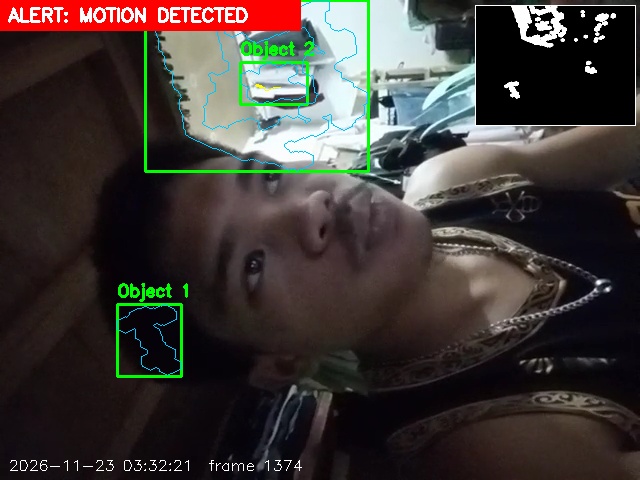 ALERT: MOTION DETECTED
Object 2
Object 1
2026-11-23 03:32:21 frame 1374